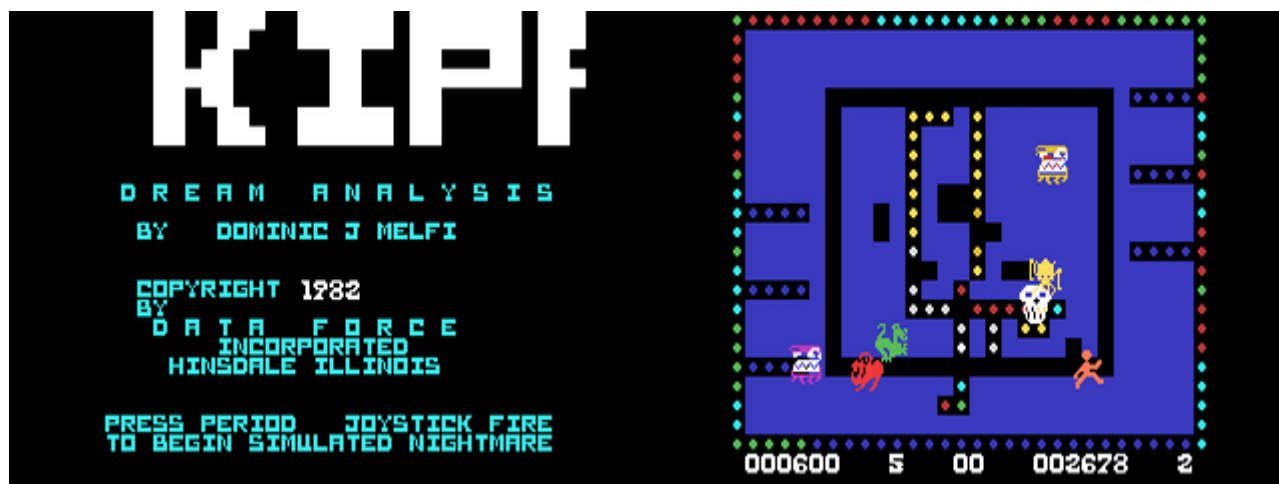 KIPP
DREAM ANALYSIS
BY DOMINIC J MELFI
COPYRIGHT 1982
BY
DATA FORCE
INCORPORATED
HINSDALE ILLINOIS
PRESS PERIOD JOYSTICK FIRE
TO BEGIN SIMULATED NIGHTMARE
000600 5 00 002678 2